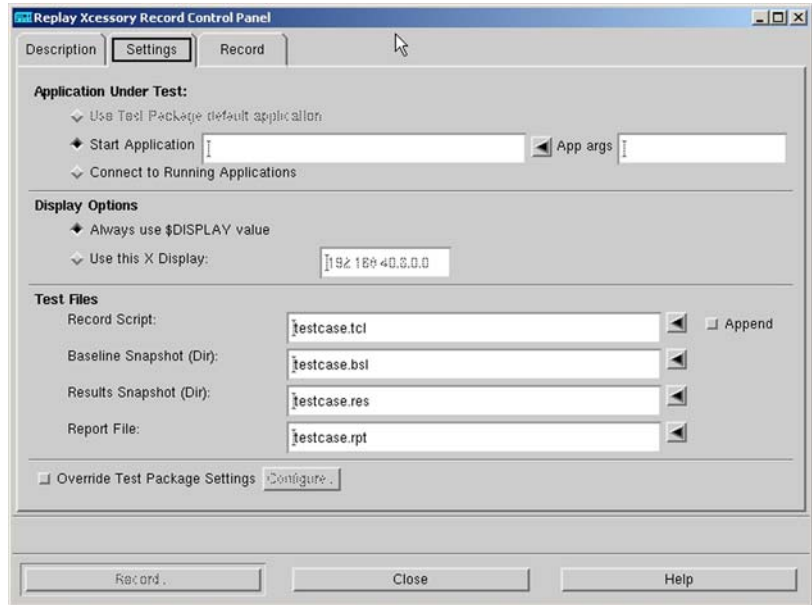 Replay Xcessory Record Control Panel
Description Settings Record
Application Under Test:
Use Test Package default application
Start Application App args
Connect to Running Applications
Display Options
Always use $DISPLAY value
Use this X Display:
Test Files
Record Script: testcase.tcl Append
Baseline Snapshot (Dir): testcase.bsl
Results Snapshot (Dir): testcase.res
Report File: testcase.rpt
Override Test Package Settings Configure...
Record... Close Help